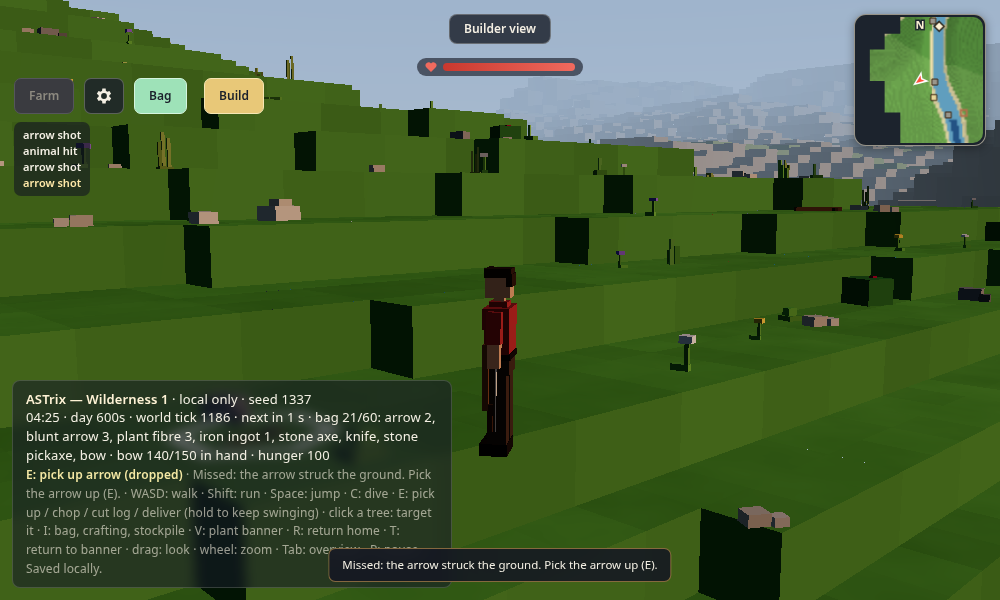 Builder view
N
Farm
Bag
Build
arrow shot
animal hit
arrow shot
arrow shot
ASTrix — Wilderness 1 · local only · seed 1337
04:25 · day 600s · world tick 1186 · next in 1 s · bag 21/60: arrow 2,
blunt arrow 3, plant fibre 3, iron ingot 1, stone axe, knife, stone
pickaxe, bow · bow 140/150 in hand · hunger 100
E: pick up arrow (dropped) · Missed: the arrow struck the ground. Pick
the arrow up (E). · WASD: walk · Shift: run · Space: jump · C: dive · E: pick
up / chop / cut log / deliver (hold to keep swinging) · click a tree: target
it · I: bag, crafting, stockpile · V: plant banner · R: return home · T:
return to banner · drag: look · wheel: zoom · Tab:
Saved locally.
Missed: the arrow struck the ground. Pick the arrow up (E).